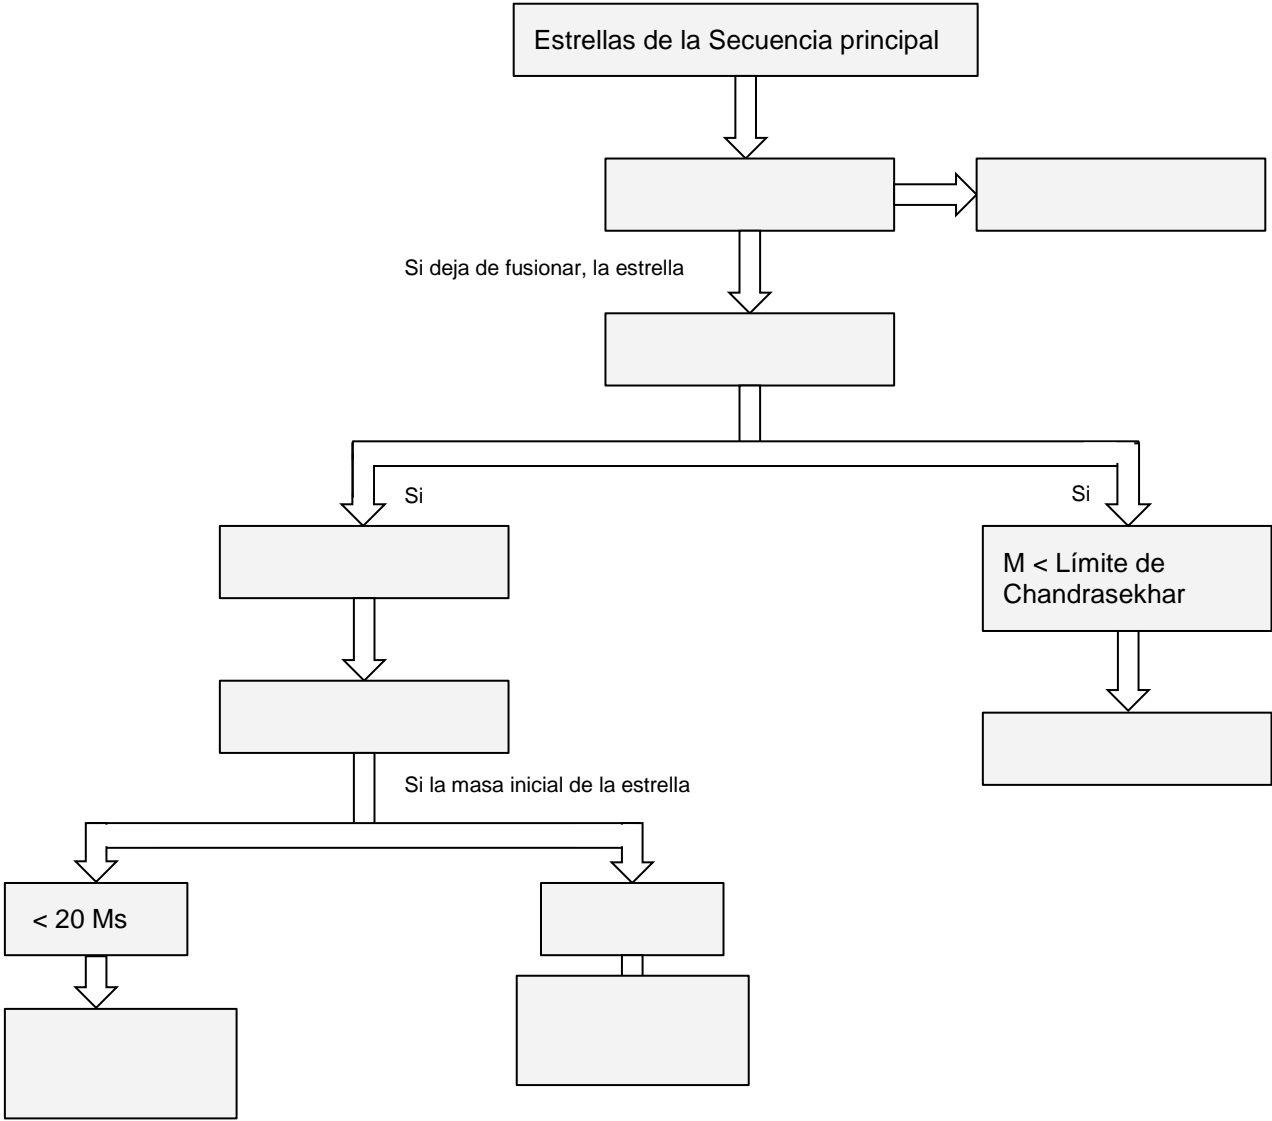 Estrellas de la Secuencia principal
Si deja de fusionar, la estrella
Si
Si
M < Límite de
Chandrasekhar
Si la masa inicial de la estrella
< 20 Ms